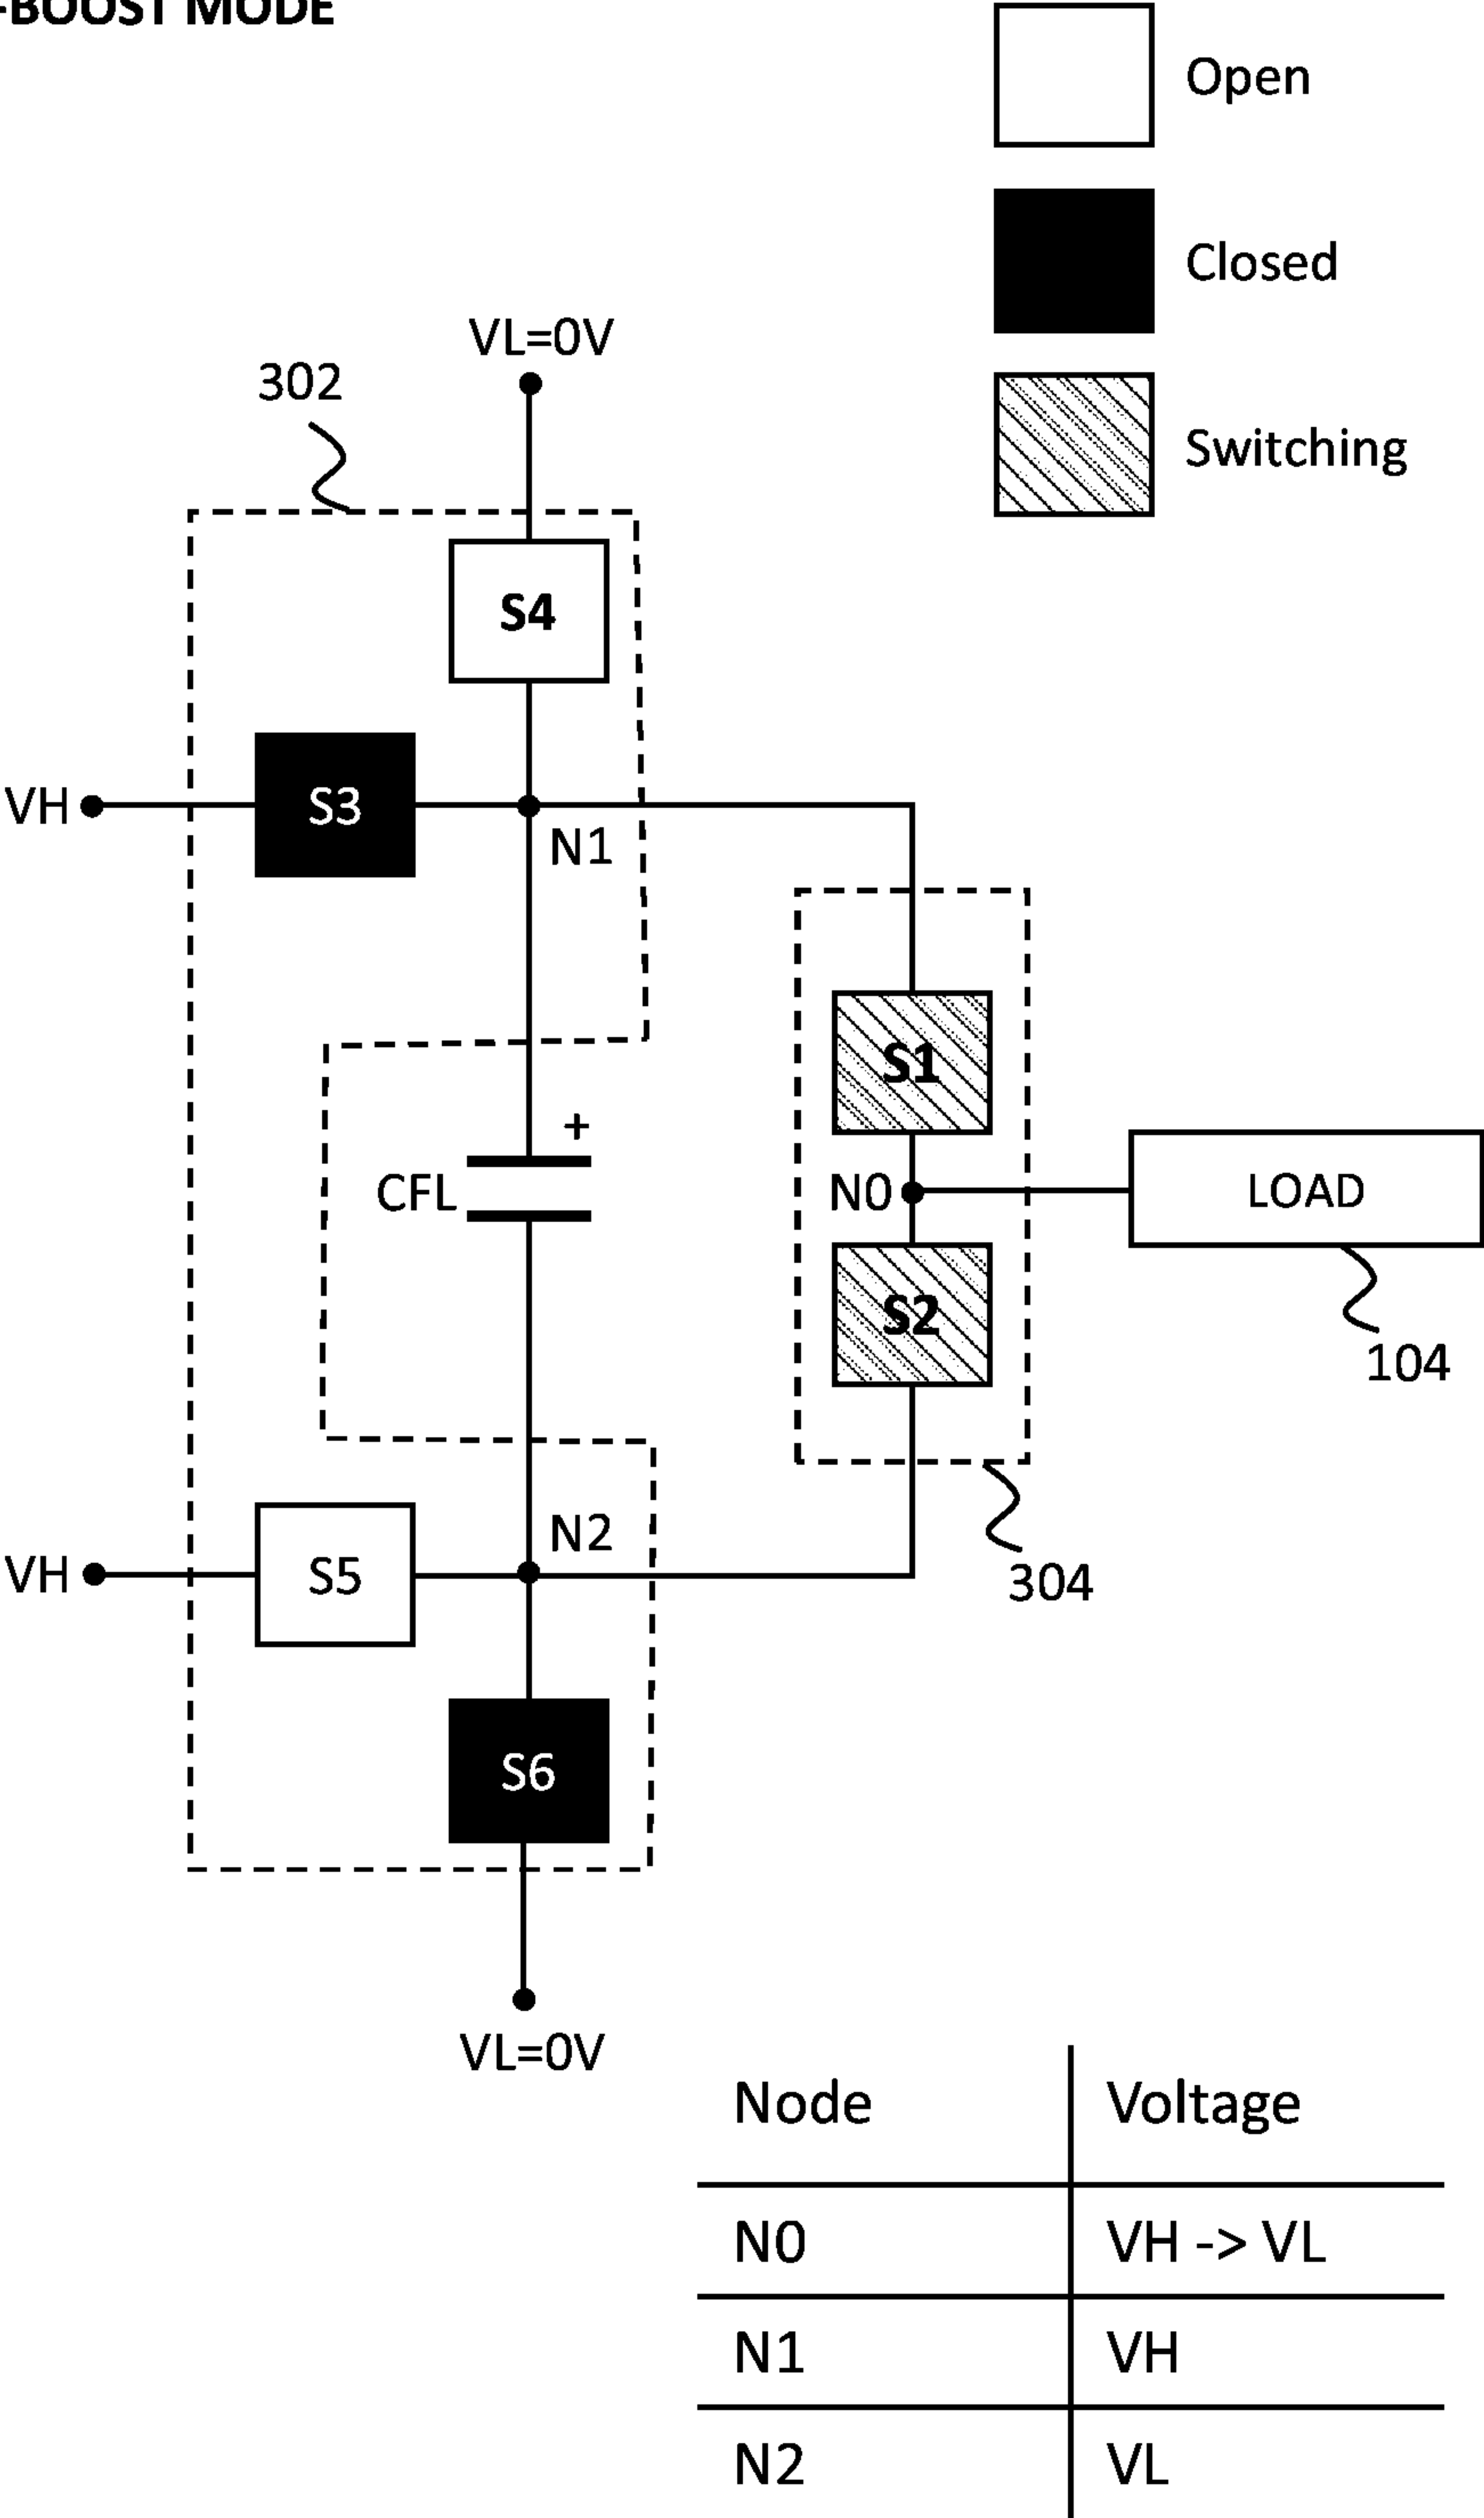 -BOOST MODE
Open
Closed
Switching
VL=0V
302
S4
VH
S3
N1
S1
+
CFL
N0
LOAD
S2
104
N2
VH
S5
304
S6
VL=0V
Node Voltage
N0 VH -> VL
N1 VH
N2 VL